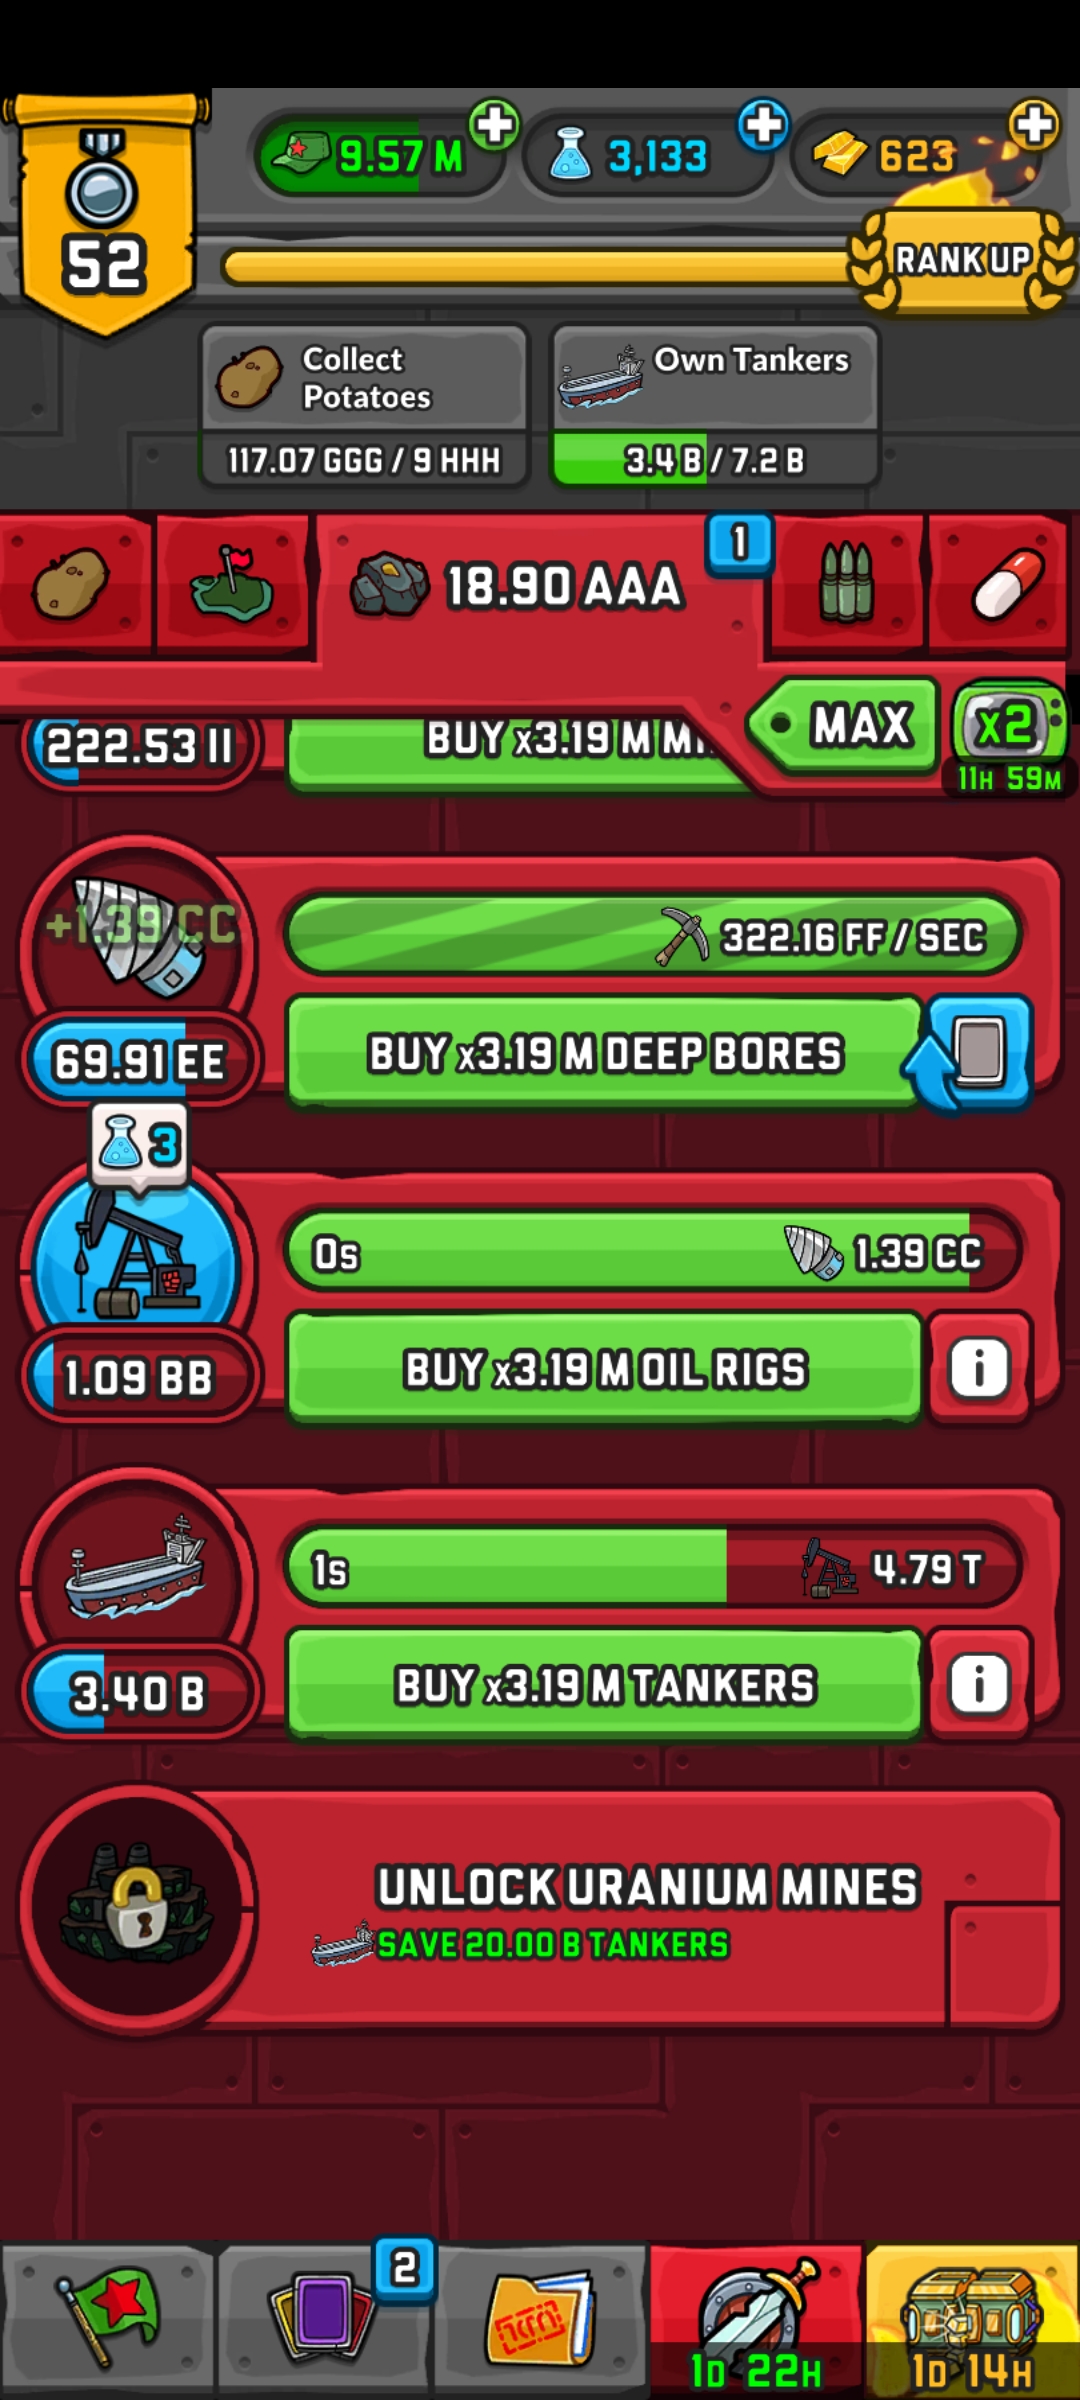 9.57 M
3,133
623
52
RANK UP
Collect
Potatoes
Own Tankers
117.07 GGG / 9 HHH
3.4 B / 7.2 B
18.90 AAA
1
MAX
x2
11H 59M
222.53 II
BUY x3.19 M
+1.39 CC
322.16 FF / SEC
69.91 EE
BUY x3.19 M DEEP BORES
3
0s
1.39 CC
1.09 BB
BUY x3.19 M OIL RIGS
i
1s
4.79 T
3.40 B
BUY x3.19 M TANKERS
i
UNLOCK URANIUM MINES
SAVE 20.00 B TANKERS
2
1D 22H
1D 14H